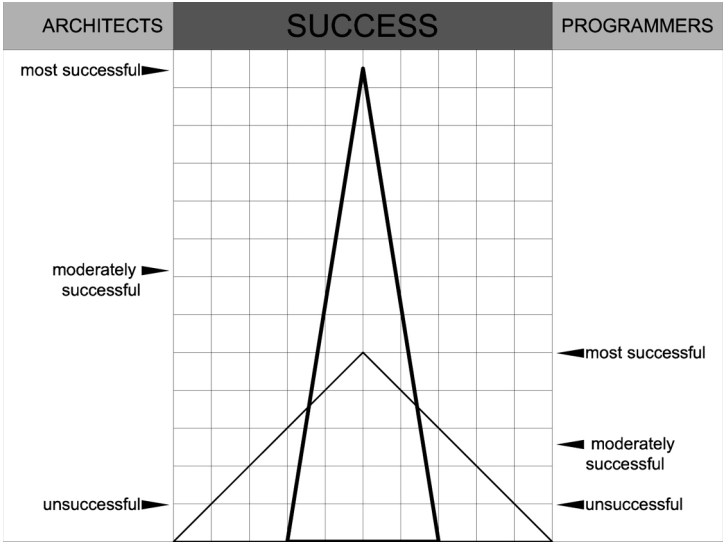 ARCHITECTS
SUCCESS
PROGRAMMERS
most successful
moderately
successful
most successful
moderately
successful
unsuccessful
unsuccessful